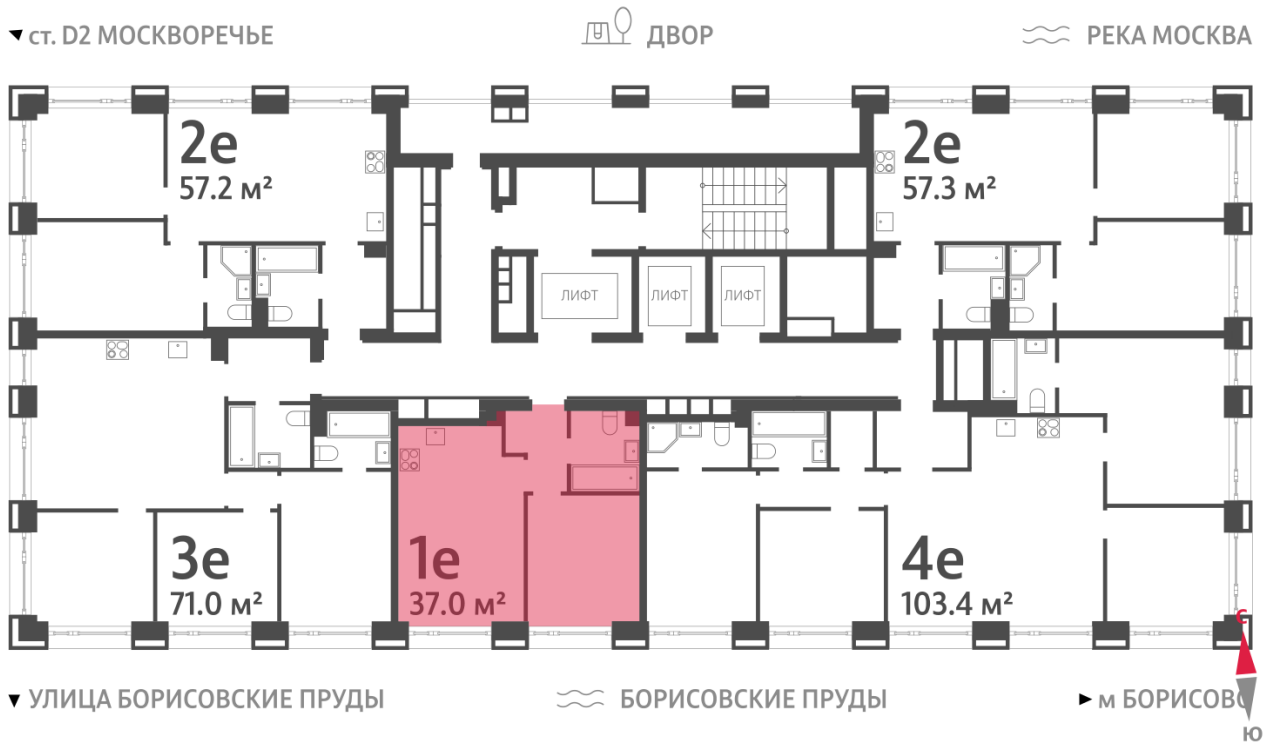 ст. D2 МОСКВОРЕЧЬЕ
ДВОР
РЕКА МОСКВА
2е
57.2 м²
2е
57.3 м²
ЛИФТ
ЛИФТ
ЛИФТ
3е
71.0 м²
1е
37.0 м²
4е
103.4 м²
С
УЛИЦА БОРИСОВСКИЕ ПРУДЫ
БОРИСОВСКИЕ ПРУДЫ
м БОРИСОВО
Ю